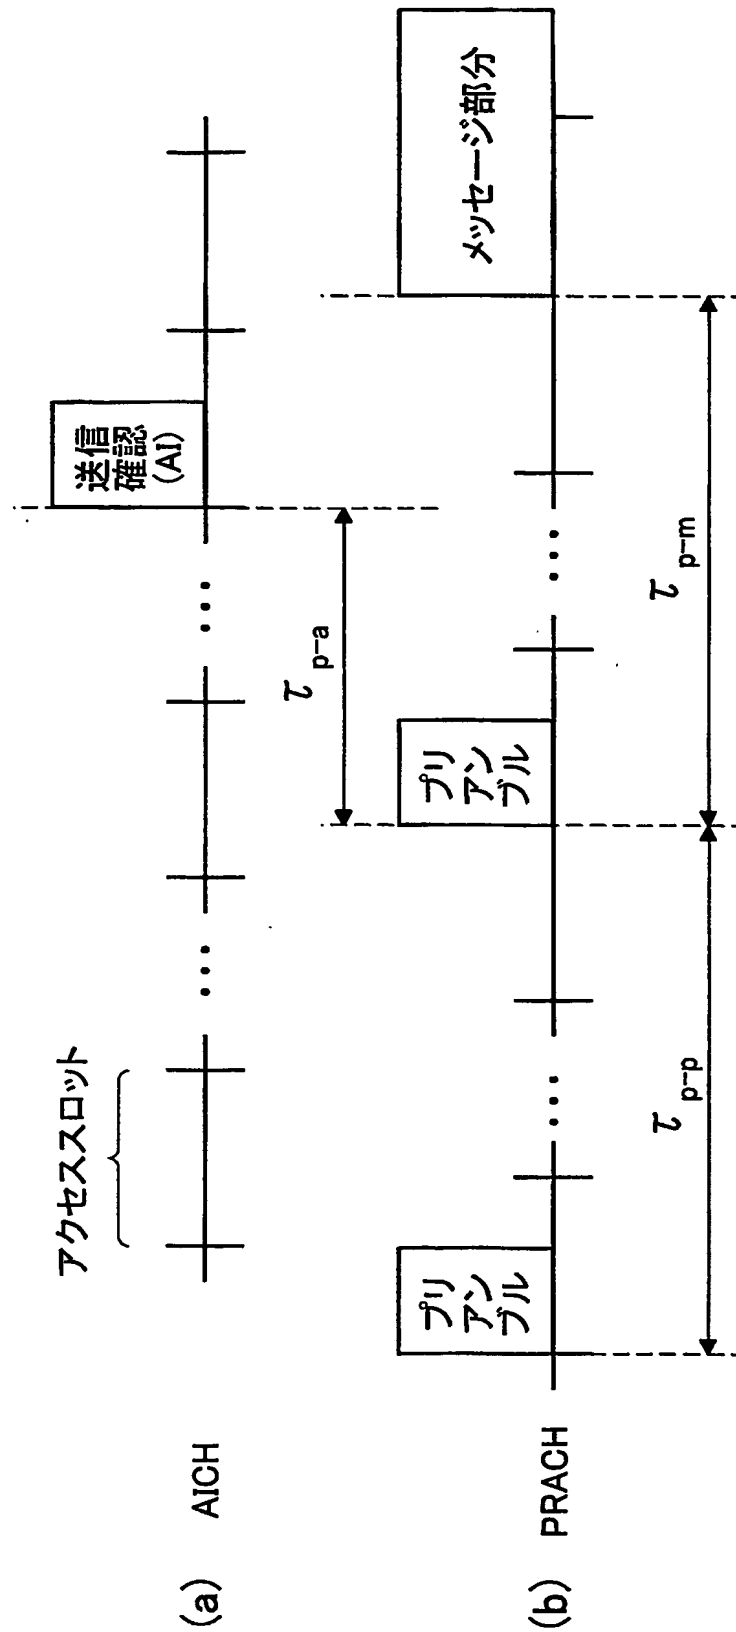 アクセススロット
送信
確認
(AI)
(a) AICH
τ p-a
プリ
アン
ブル
プリ
アン
ブル
メッセージ部分
(b) PRACH
τ p-p
τ p-m